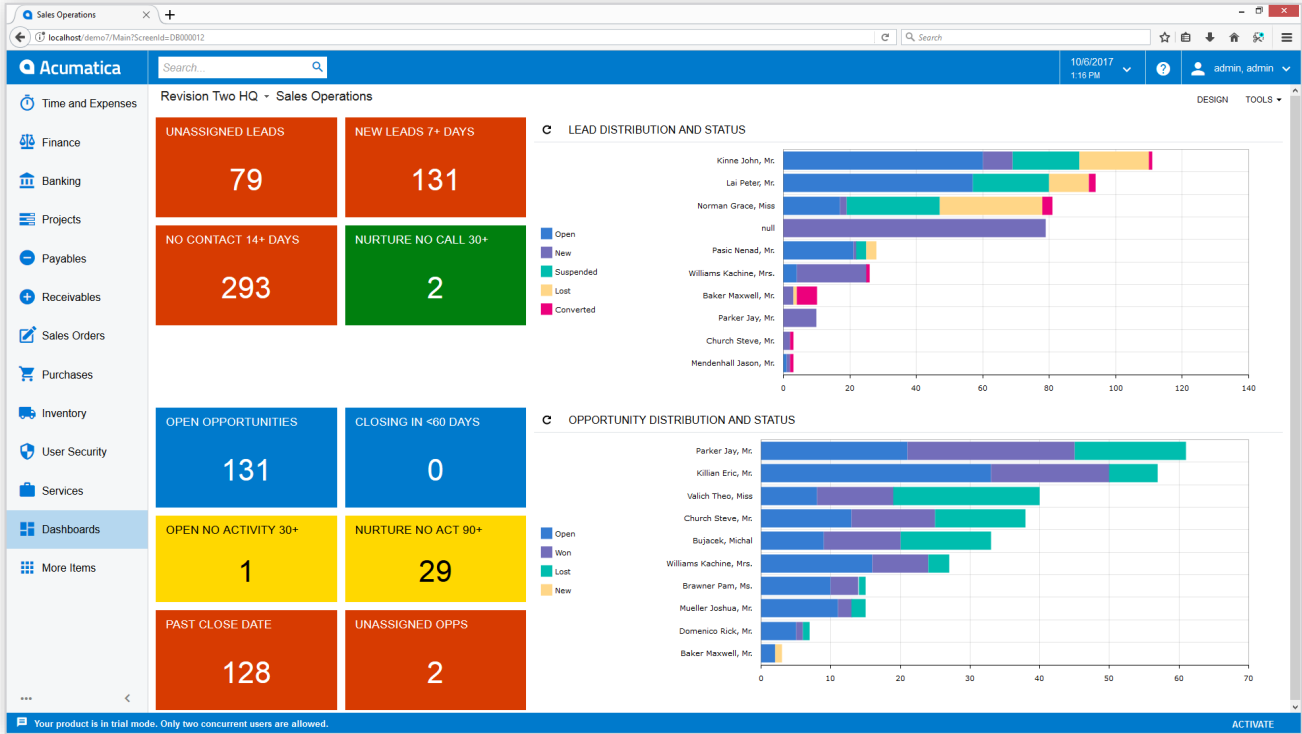 Sales Operations
localhost/demo7/Main?ScreenId=DB000012
Search
Acumatica
Search...
10/6/2017
1:16 PM
?
admin, admin
Time and Expenses
Finance
Banking
Projects
Payables
Receivables
Sales Orders
Purchases
Inventory
User Security
Services
Dashboards
More Items
Revision Two HQ - Sales Operations
DESIGN
TOOLS
UNASSIGNED LEADS
79
NEW LEADS 7+ DAYS
131
NO CONTACT 14+ DAYS
293
NURTURE NO CALL 30+
2
LEAD DISTRIBUTION AND STATUS
Open
New
Suspended
Lost
Converted
Kinne John, Mr.
Lai Peter, Mr.
Norman Grace, Miss
null
Pasic Nenad, Mr.
Williams Kachine, Mrs.
Baker Maxwell, Mr.
Parker Jay, Mr.
Church Steve, Mr.
Mendenhall Jason, Mr.
0 20 40 60 80 100 120 140
OPEN OPPORTUNITIES
131
CLOSING IN <60 DAYS
0
OPEN NO ACTIVITY 30+
1
NURTURE NO ACT 90+
29
PAST CLOSE DATE
128
UNASSIGNED OPPS
2
OPPORTUNITY DISTRIBUTION AND STATUS
Open
Won
Lost
New
Parker Jay, Mr.
Killian Eric, Mr.
Valich Theo, Miss
Church Steve, Mr.
Bujacek, Michal
Williams Kachine, Mrs.
Brawner Pam, Ms.
Mueller Joshua, Mr.
Domenico Rick, Mr.
Baker Maxwell, Mr.
0 10 20 30 40 50 60 70
Your product is in trial mode. Only two concurrent users are allowed.
ACTIVATE